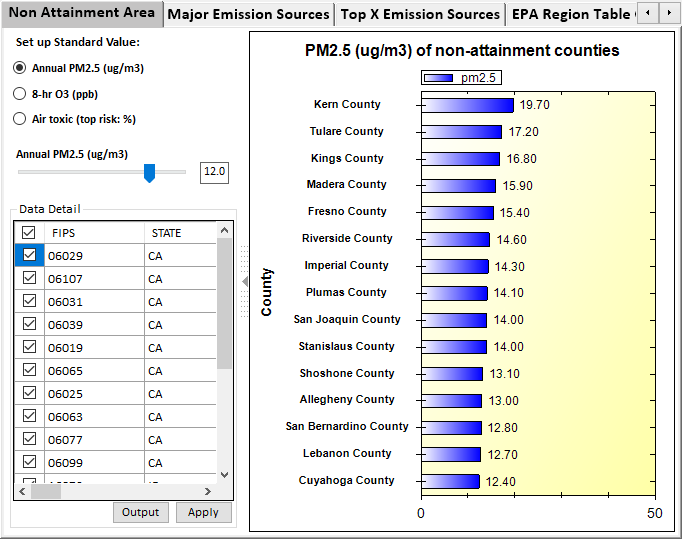 Non Attainment Area
Major Emission Sources
Top X Emission Sources
EPA Region Table
Set up Standard Value:
Annual PM2.5 (ug/m3)
8-hr O3 (ppb)
Air toxic (top risk: %)
Annual PM2.5 (ug/m3)
12.0
Data Detail
FIPS STATE
06029 CA
06107 CA
06031 CA
06039 CA
06019 CA
06065 CA
06025 CA
06063 CA
06077 CA
06099 CA
Output Apply
PM2.5 (ug/m3) of non-attainment counties
pm2.5
County
Kern County 19.70
Tulare County 17.20
Kings County 16.80
Madera County 15.90
Fresno County 15.40
Riverside County 14.60
Imperial County 14.30
Plumas County 14.10
San Joaquin County 14.00
Stanislaus County 14.00
Shoshone County 13.10
Allegheny County 13.00
San Bernardino County 12.80
Lebanon County 12.70
Cuyahoga County 12.40
0 50